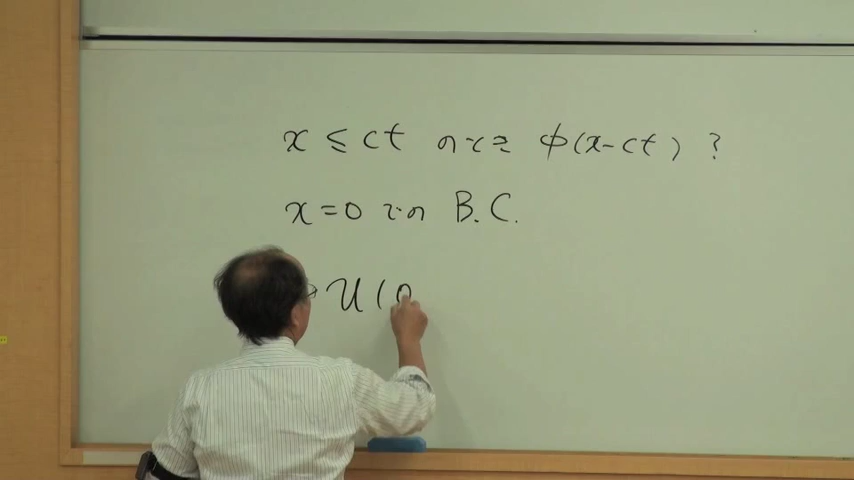 x ≤ ct のとき φ(x-ct) ?
x=0 での B.C.
u(0